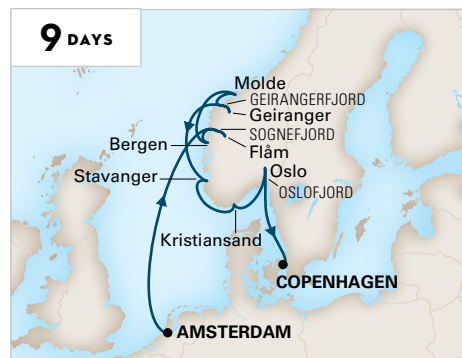 9 DAYS
Molde
GEIRANGERFJORD
Geiranger
SOGNEFJORD
Bergen
Flåm
Stavanger
Oslo
OSLOFJORD
Kristiansand
COPENHAGEN
AMSTERDAM